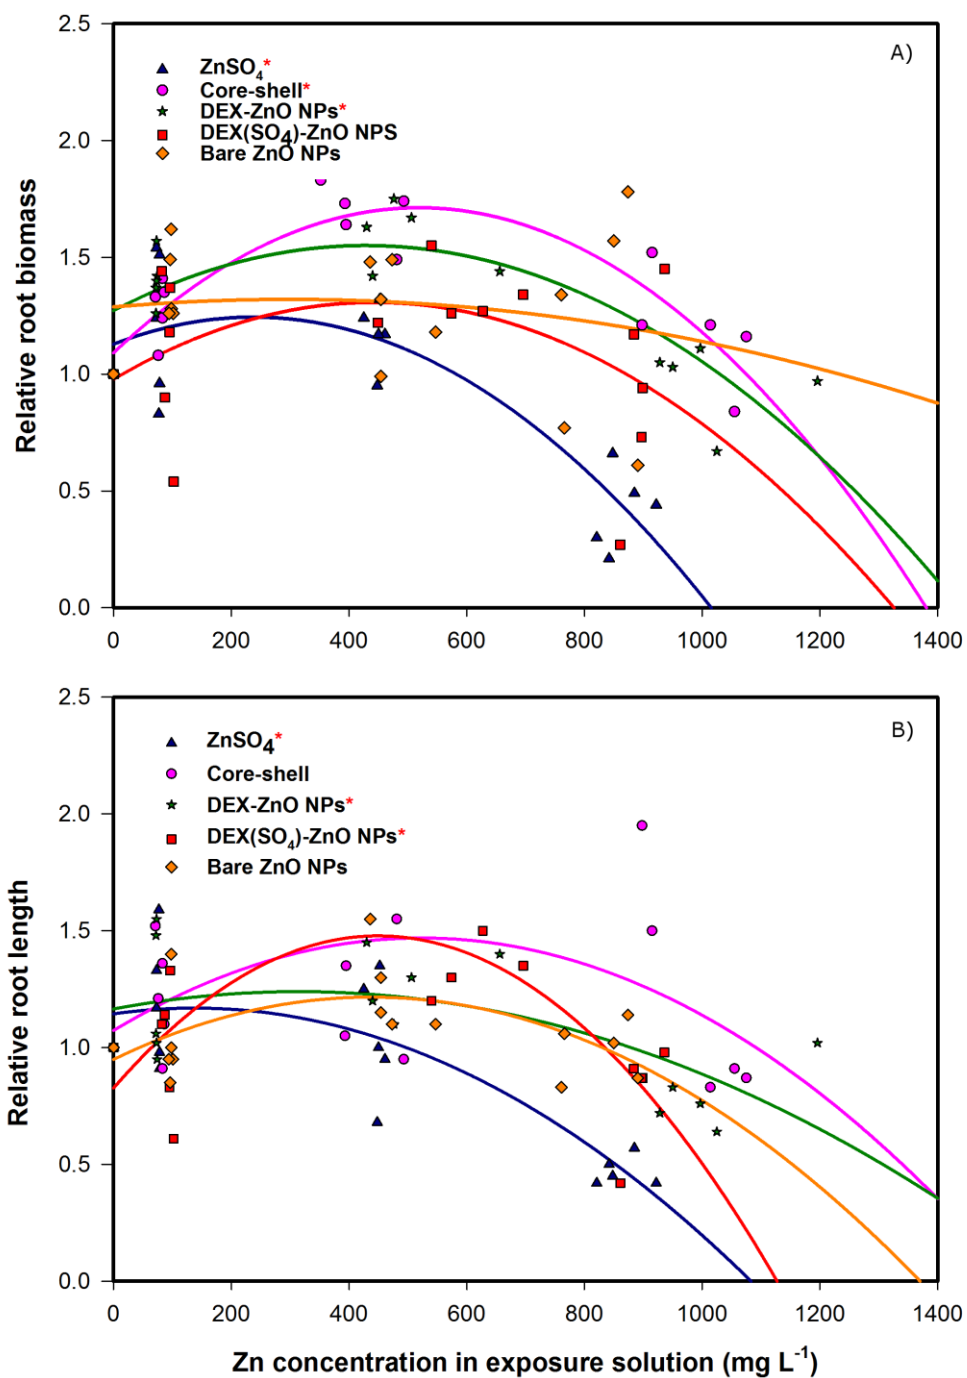 2.5
A)
ZnSO4*
Core-shell*
DEX-ZnO NPs*
DEX(SO4)-ZnO NPS
Bare ZnO NPs
2.0
1.5
1.0
0.5
0.0
Relative root biomass
0 200 400 600 800 1000 1200 1400
2.5
B)
ZnSO4*
Core-shell
DEX-ZnO NPs*
DEX(SO4)-ZnO NPs*
Bare ZnO NPs
2.0
1.5
1.0
0.5
0.0
Relative root length
0 200 400 600 800 1000 1200 1400
Zn concentration in exposure solution (mg L-1)